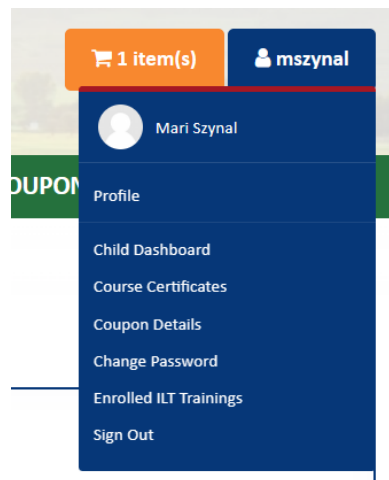 1 item(s)
mszynal
Mari Szynal
OUPON
Profile
Child Dashboard
Course Certificates
Coupon Details
Change Password
Enrolled ILT Trainings
Sign Out